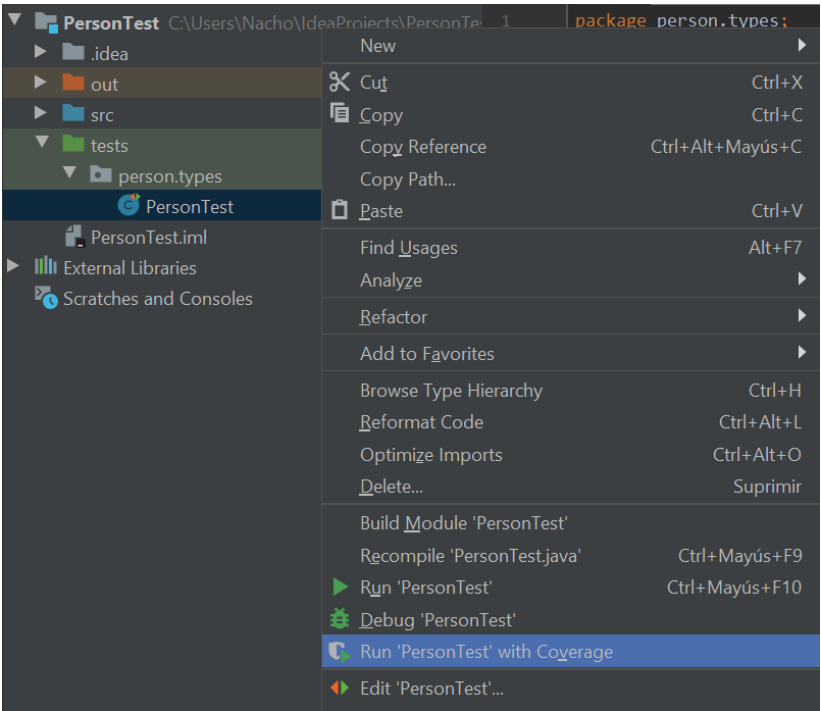 PersonTest C:\Users\Nacho\IdeaProjects\PersonTe
1 package person.types;
.idea
out
src
tests
person.types
PersonTest
PersonTest.iml
External Libraries
Scratches and Consoles
New
Cut Ctrl+X
Copy Ctrl+C
Copy Reference Ctrl+Alt+Mayús+C
Copy Path...
Paste Ctrl+V
Find Usages Alt+F7
Analyze
Refactor
Add to Favorites
Browse Type Hierarchy Ctrl+H
Reformat Code Ctrl+Alt+L
Optimize Imports Ctrl+Alt+O
Delete... Suprimir
Build Module 'PersonTest'
Recompile 'PersonTest.java' Ctrl+Mayús+F9
Run 'PersonTest' Ctrl+Mayús+F10
Debug 'PersonTest'
Run 'PersonTest' with Coverage
Edit 'PersonTest'...